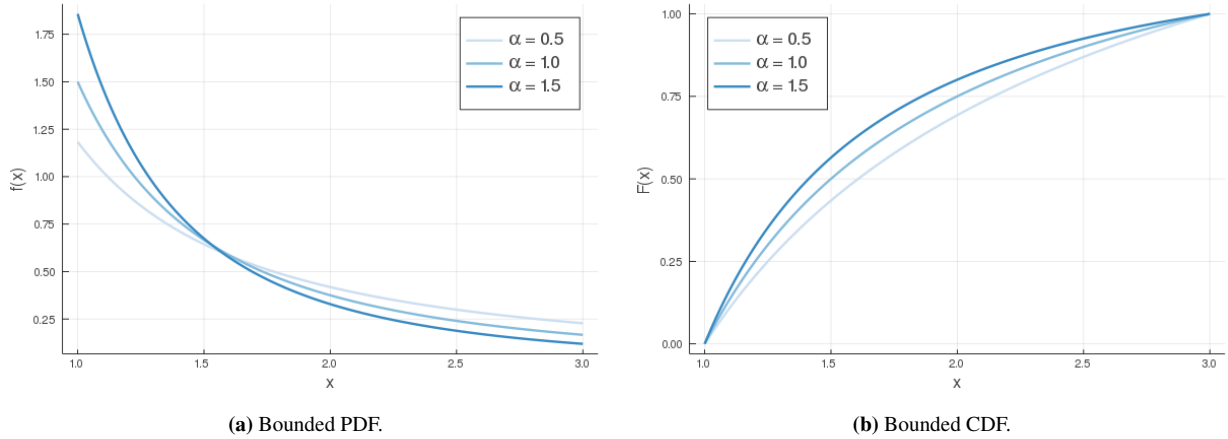 1.75
1.50
1.25
1.00
0.75
0.50
0.25
f(x)
α = 0.5
α = 1.0
α = 1.5
1.0 1.5 2.0 2.5 3.0
x
(a) Bounded PDF.
1.00
0.75
0.50
0.25
0.00
F(x)
α = 0.5
α = 1.0
α = 1.5
1.0 1.5 2.0 2.5 3.0
x
(b) Bounded CDF.